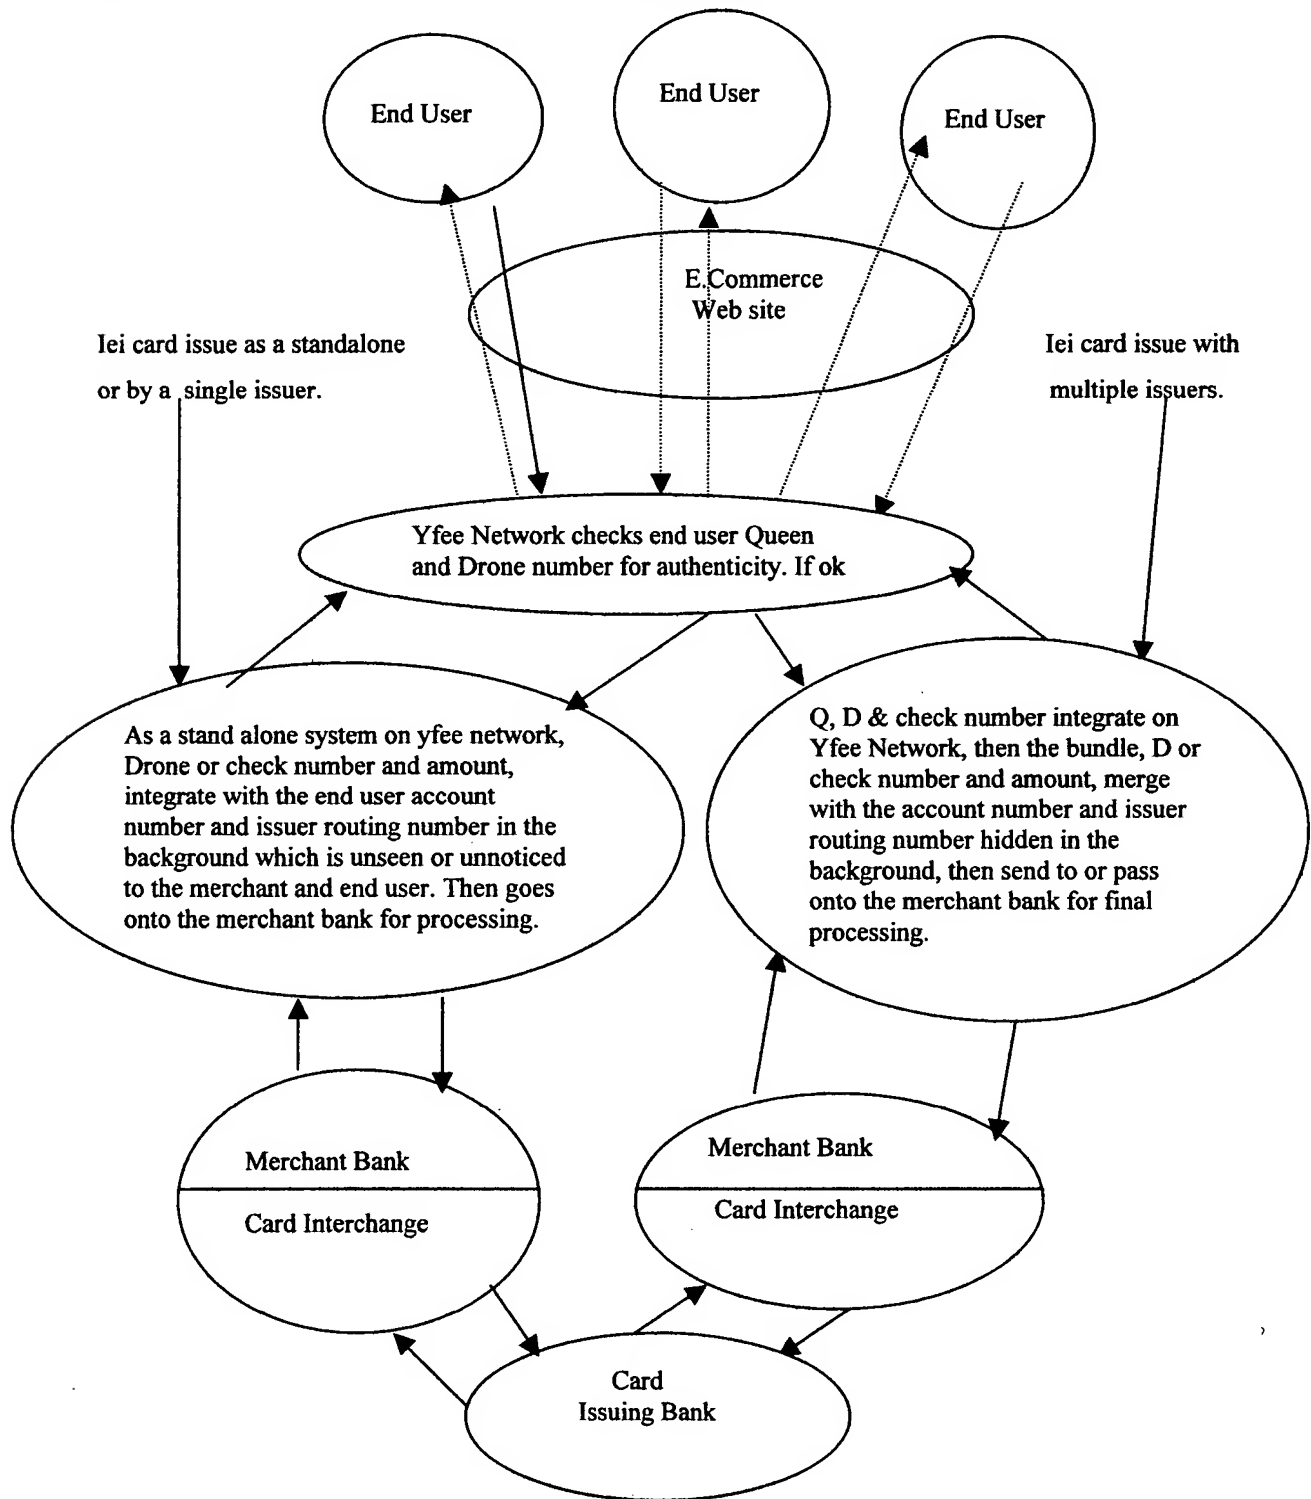 End User
End User
End User
E.Commerce
Web site
Iei card issue as a standalone
or by a single issuer.
Iei card issue with
multiple issuers.
Yfee Network checks end user Queen
and Drone number for authenticity. If ok
As a stand alone system on yfee network,
Drone or check number and amount,
integrate with the end user account
number and issuer routing number in the
background which is unseen or unnoticed
to the merchant and end user. Then goes
onto the merchant bank for processing.
Q, D & check number integrate on
Yfee Network, then the bundle, D or
check number and amount, merge
with the account number and issuer
routing number hidden in the
background, then send to or pass
onto the merchant bank for final
processing.
Merchant Bank
Card Interchange
Merchant Bank
Card Interchange
Card
Issuing Bank